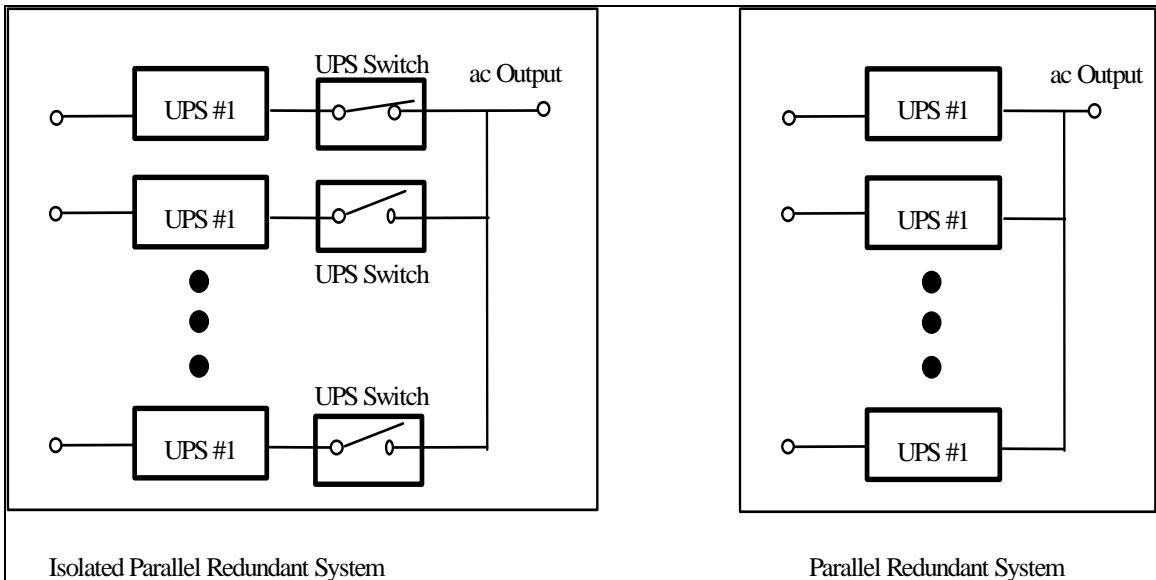 UPS Switch
ac Output
UPS #1
UPS #1
UPS Switch
UPS Switch
UPS #1
Isolated Parallel Redundant System
ac Output
UPS #1
UPS #1
UPS #1
Parallel Redundant System